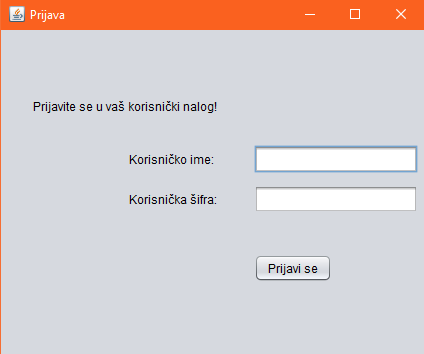 Prijava
Prijavite se u vaš korisnički nalog!
Korisničko ime:
Korisnička šifra:
Prijavi se